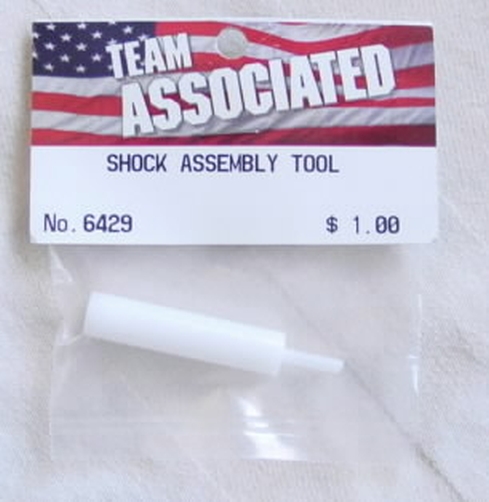 TEAM
ASSOCIATED
SHOCK ASSEMBLY TOOL
No. 6429 $ 1.00